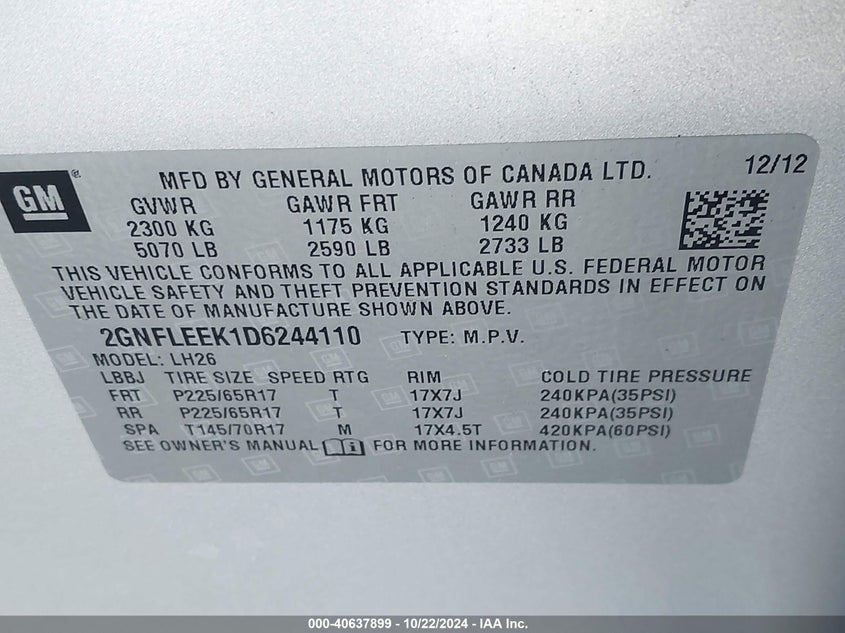 GM ® MFD BY GENERAL MOTORS OF CANADA LTD. 12/12
GVWR GAWR FRT GAWR RR
2300 KG 1175 KG 1240 KG
5070 LB 2590 LB 2733 LB
THIS VEHICLE CONFORMS TO ALL APPLICABLE U.S. FEDERAL MOTOR
VEHICLE SAFETY AND THEFT PREVENTION STANDARDS IN EFFECT ON
THE DATE OF MANUFACTURE SHOWN ABOVE.
2GNFLEEK1D6244110 TYPE: M.P.V.
MODEL: LH26
LBBJ TIRE SIZE SPEED RTG RIM COLD TIRE PRESSURE
FRT P225/65R17 T 17X7J 240KPA(35PSI)
RR P225/65R17 T 17X7J 240KPA(35PSI)
SPA T145/70R17 M 17X4.5T 420KPA(60PSI)
SEE OWNER'S MANUAL FOR MORE INFORMATION.
000-40637899 - 10/22/2024 - IAA Inc.